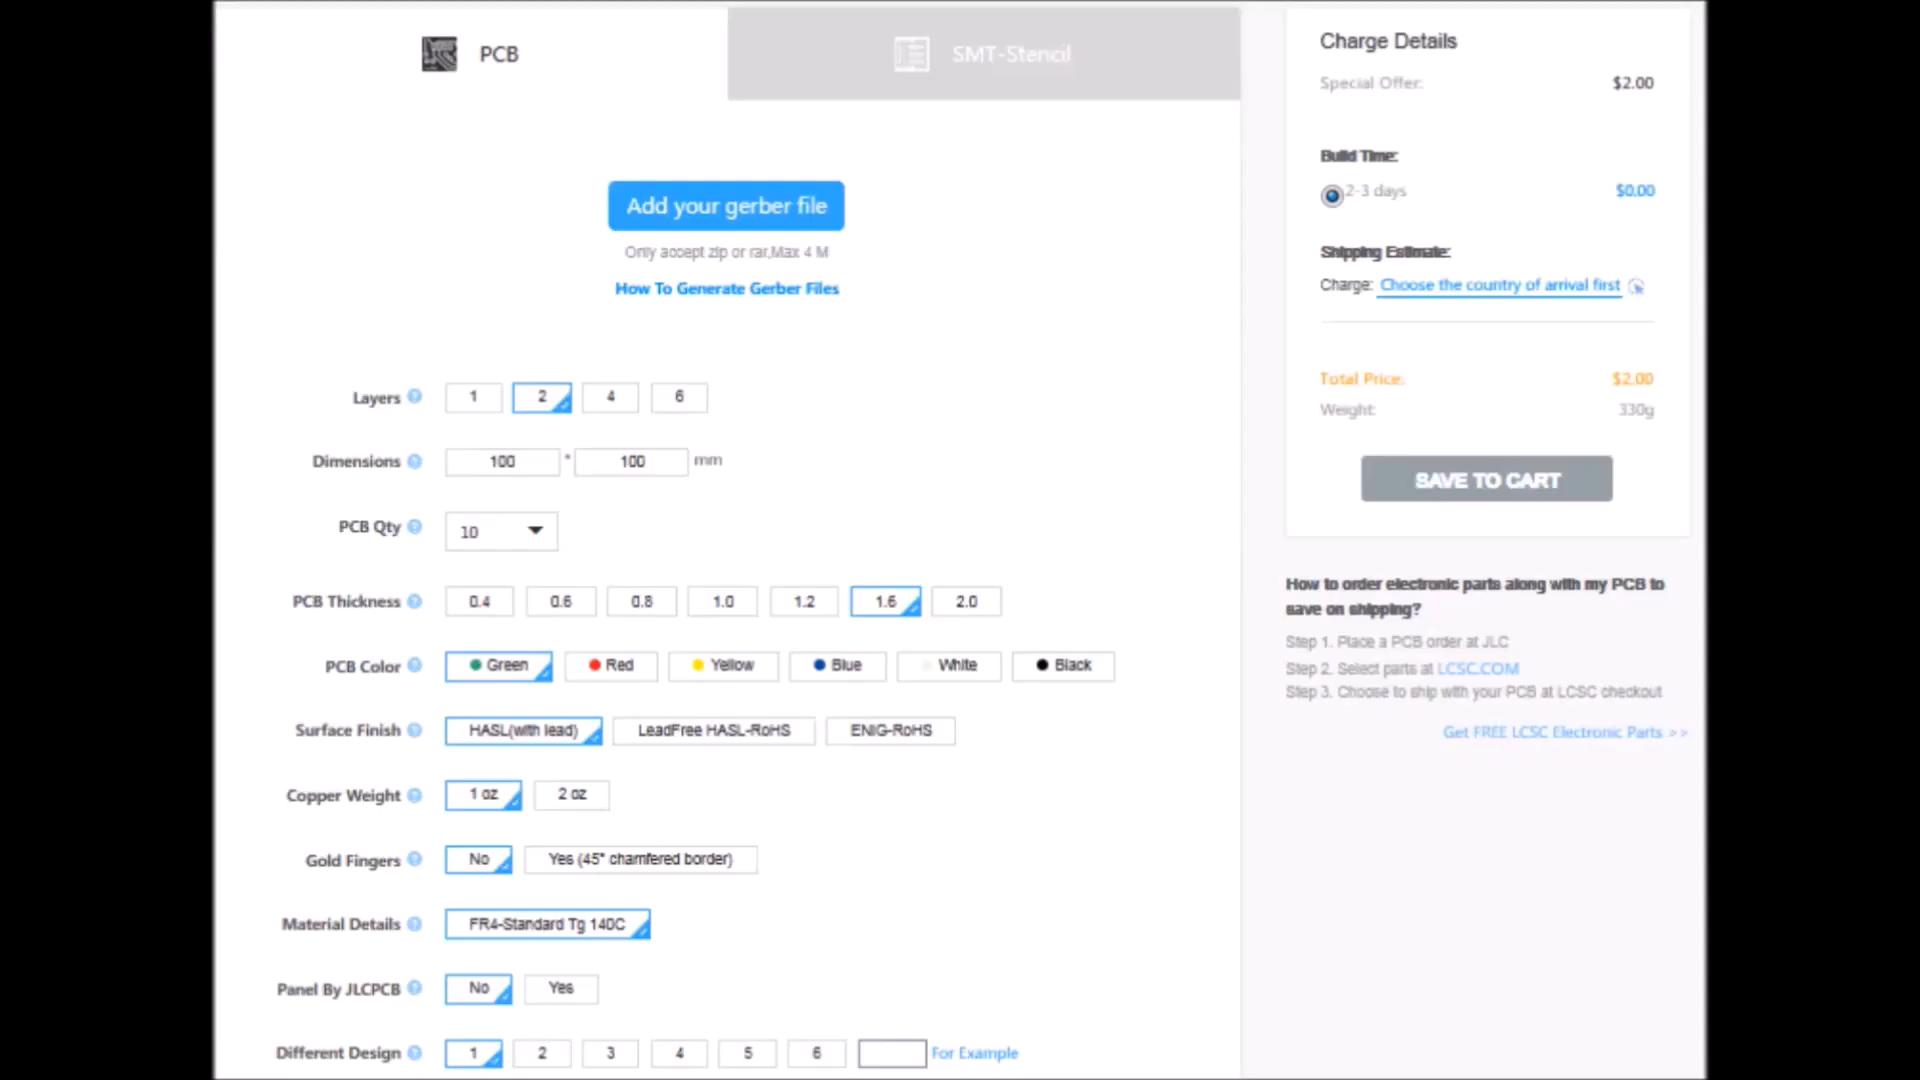 PCB
SMT-Stencil
Add your gerber file
Only accept zip or rar,Max 4 M
How To Generate Gerber Files
Layers 1 2 4 6
Dimensions 100 * 100 mm
PCB Qty 10
PCB Thickness 0.4 0.6 0.8 1.0 1.2 1.6 2.0
PCB Color Green Red Yellow Blue White Black
Surface Finish HASL(with lead) LeadFree HASL-RoHS ENIG-RoHS
Copper Weight 1 oz 2 oz
Gold Fingers No Yes (45° chamfered border)
Material Details FR4-Standard Tg 140C
Panel By JLCPCB No Yes
Different Design 1 2 3 4 5 6 For Example
Charge Details
Special Offer: $2.00
Build Time:
2-3 days $0.00
Shipping Estimate:
Charge: Choose the country of arrival first
Total Price: $2.00
Weight: 330g
SAVE TO CART
How to order electronic parts along with my PCB to
save on shipping?
Step 1. Place a PCB order at JLC
Step 2. Select parts at LCSC.COM
Step 3. Choose to ship with your PCB at LCSC checkout
Get FREE LCSC Electronic Parts >>